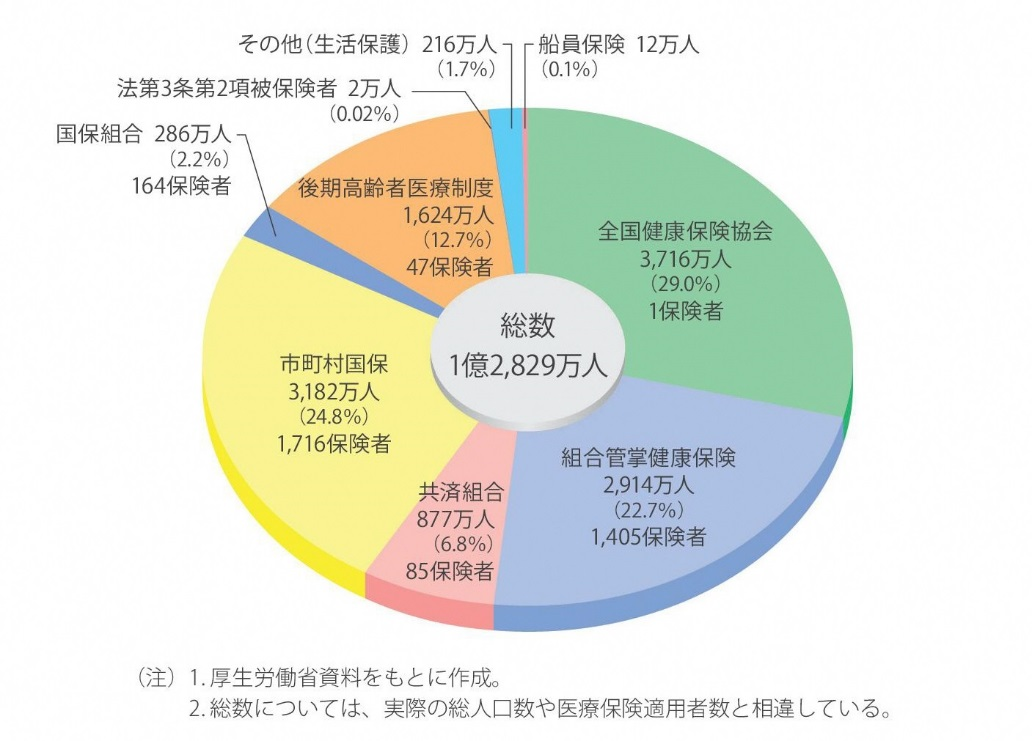 その他（生活保護） 216万人
（1.7%）
船員保険 12万人
（0.1%）
法第3条第2項被保険者 2万人
（0.02%）
国保組合 286万人
（2.2%）
164保険者
後期高齢者医療制度
1,624万人
（12.7%）
47保険者
全国健康保険協会
3,716万人
（29.0%）
1保険者
総数
1億2,829万人
市町村国保
3,182万人
（24.8%）
1,716保険者
組合管掌健康保険
2,914万人
（22.7%）
1,405保険者
共済組合
877万人
（6.8%）
85保険者
（注）1. 厚生労働省資料をもとに作成。
2. 総数については、実際の総人口数や医療保険適用者数と相違している。